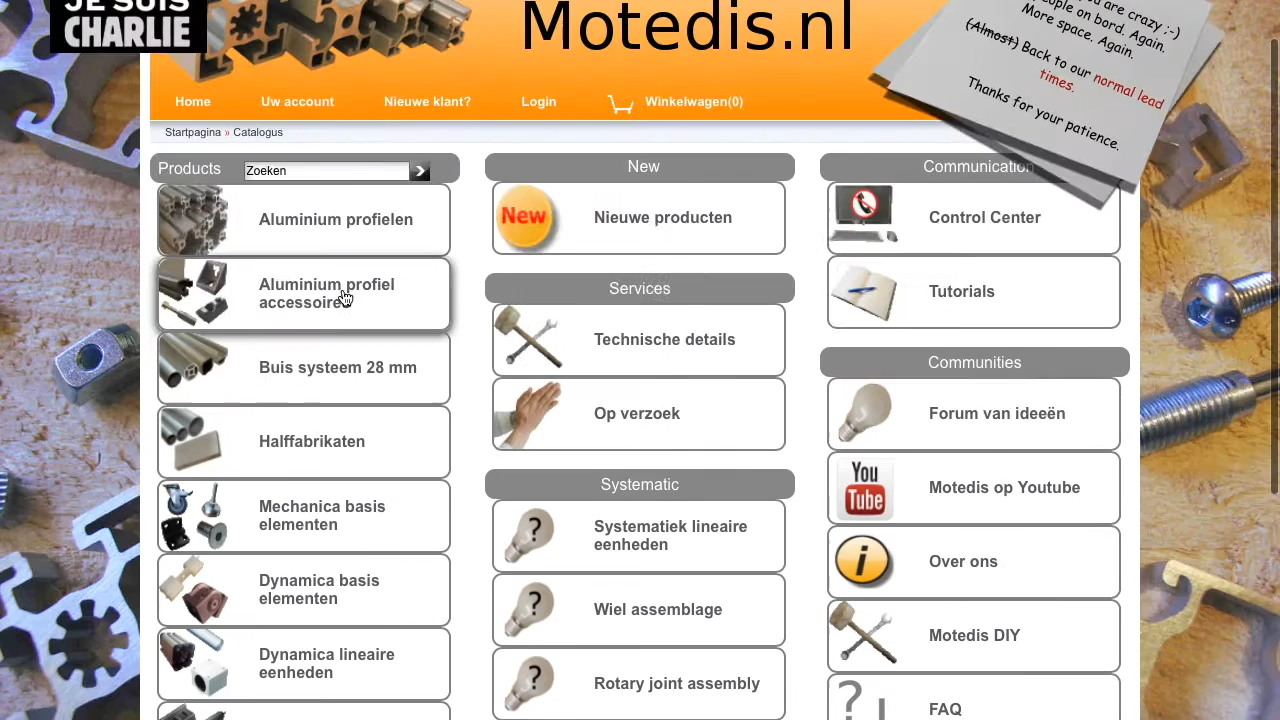 JE SUIS
CHARLIE
Motedis.nl
are crazy ;-)
on bord. Again.
More space. Again.
(Almost) Back to our normal lead
times.
Thanks for your patience.
Home
Uw account
Nieuwe klant?
Login
Winkelwagen(0)
Startpagina » Catalogus
Products
Zoeken
Aluminium profielen
Aluminium profiel
accessoires
Buis systeem 28 mm
Halffabrikaten
Mechanica basis
elementen
Dynamica basis
elementen
Dynamica lineaire
eenheden
New
New
Nieuwe producten
Services
Technische details
Op verzoek
Systematic
?
Systematiek lineaire
eenheden
?
Wiel assemblage
?
Rotary joint assembly
Communication
Control Center
Tutorials
Communities
Forum van ideeën
You
Tube
Motedis op Youtube
i
Over ons
Motedis DIY
? !
FAQ